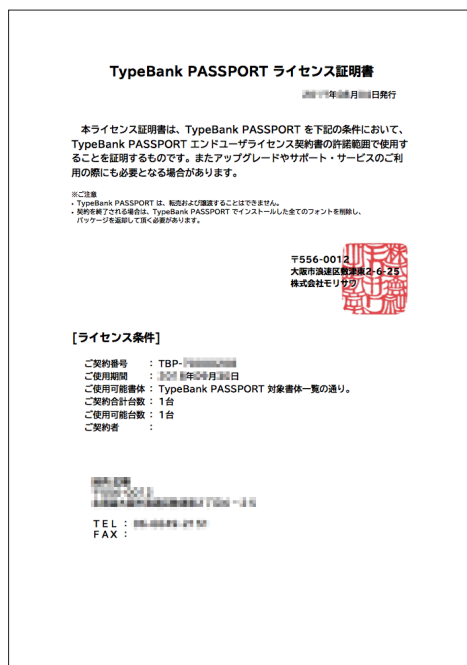 TypeBank PASSPORT ライセンス証明書
年 月 日発行
本ライセンス証明書は、TypeBank PASSPORT を下記の条件において、
TypeBank PASSPORT エンドユーザライセンス契約書の許諾範囲で使用す
ることを証明するものです。またアップグレードやサポート・サービスのご利
用の際にも必要となる場合があります。
※ご注意
・TypeBank PASSPORT は、転売および譲渡することはできません。
・契約を終了される場合は、TypeBank PASSPORT でインストールした全てのフォントを削除し、
パッケージを返却して頂く必要があります。
〒556-0012
大阪市浪速区敷津東2-6-25
株式会社モリサワ
[ライセンス条件]
ご契約番号 : TBP-
ご使用期間 : 年 月 日
ご使用可能書体 : TypeBank PASSPORT 対象書体一覧の通り。
ご契約合計台数 : 1台
ご使用可能台数 : 1台
ご契約者 :
TEL :
FAX :